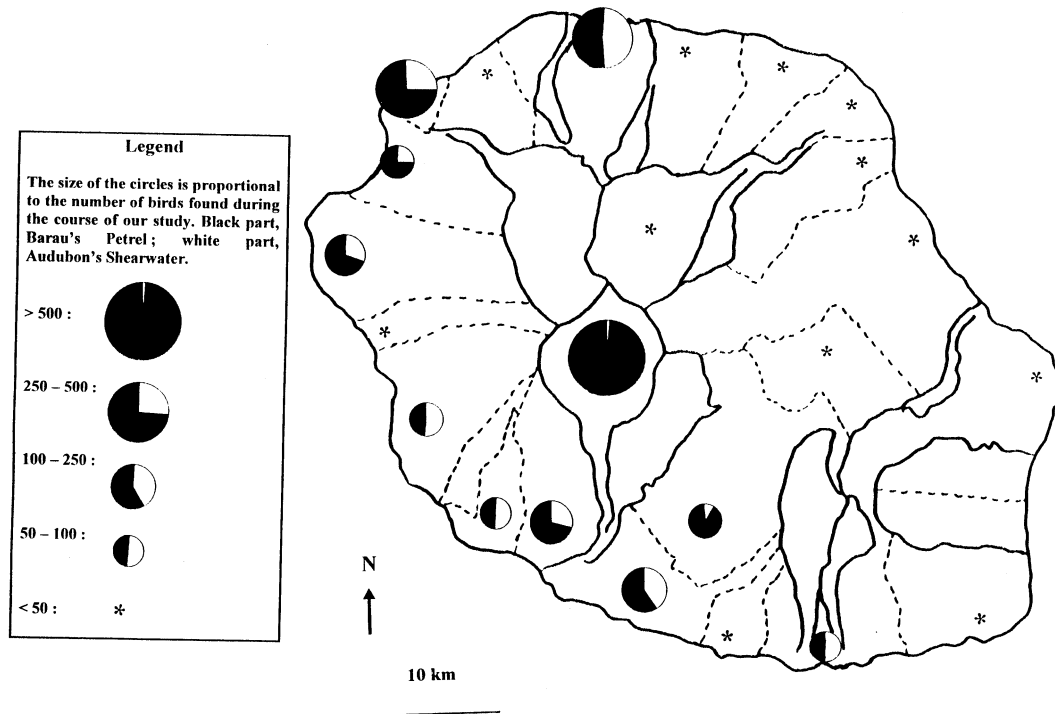 Legend
The size of the circles is proportional
to the number of birds found during
the course of our study. Black part,
Barau's Petrel ; white part,
Audubon's Shearwater.
> 500 :
250 – 500 :
100 – 250 :
50 – 100 :
< 50 : *
N
10 km